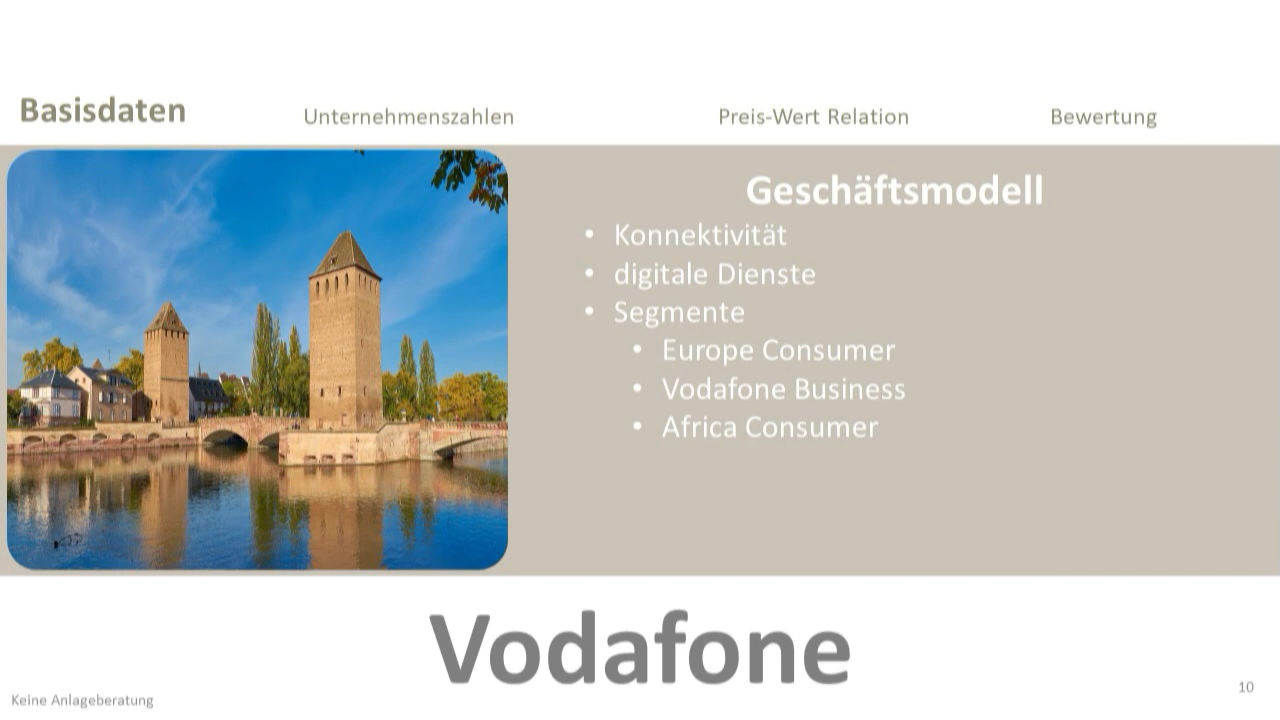 Basisdaten
Unternehmenszahlen
Preis-Wert Relation
Bewertung
Geschäftsmodell
• Konnektivität
• digitale Dienste
• Segmente
• Europe Consumer
• Vodafone Business
• Africa Consumer
Vodafone
Keine Anlageberatung
10